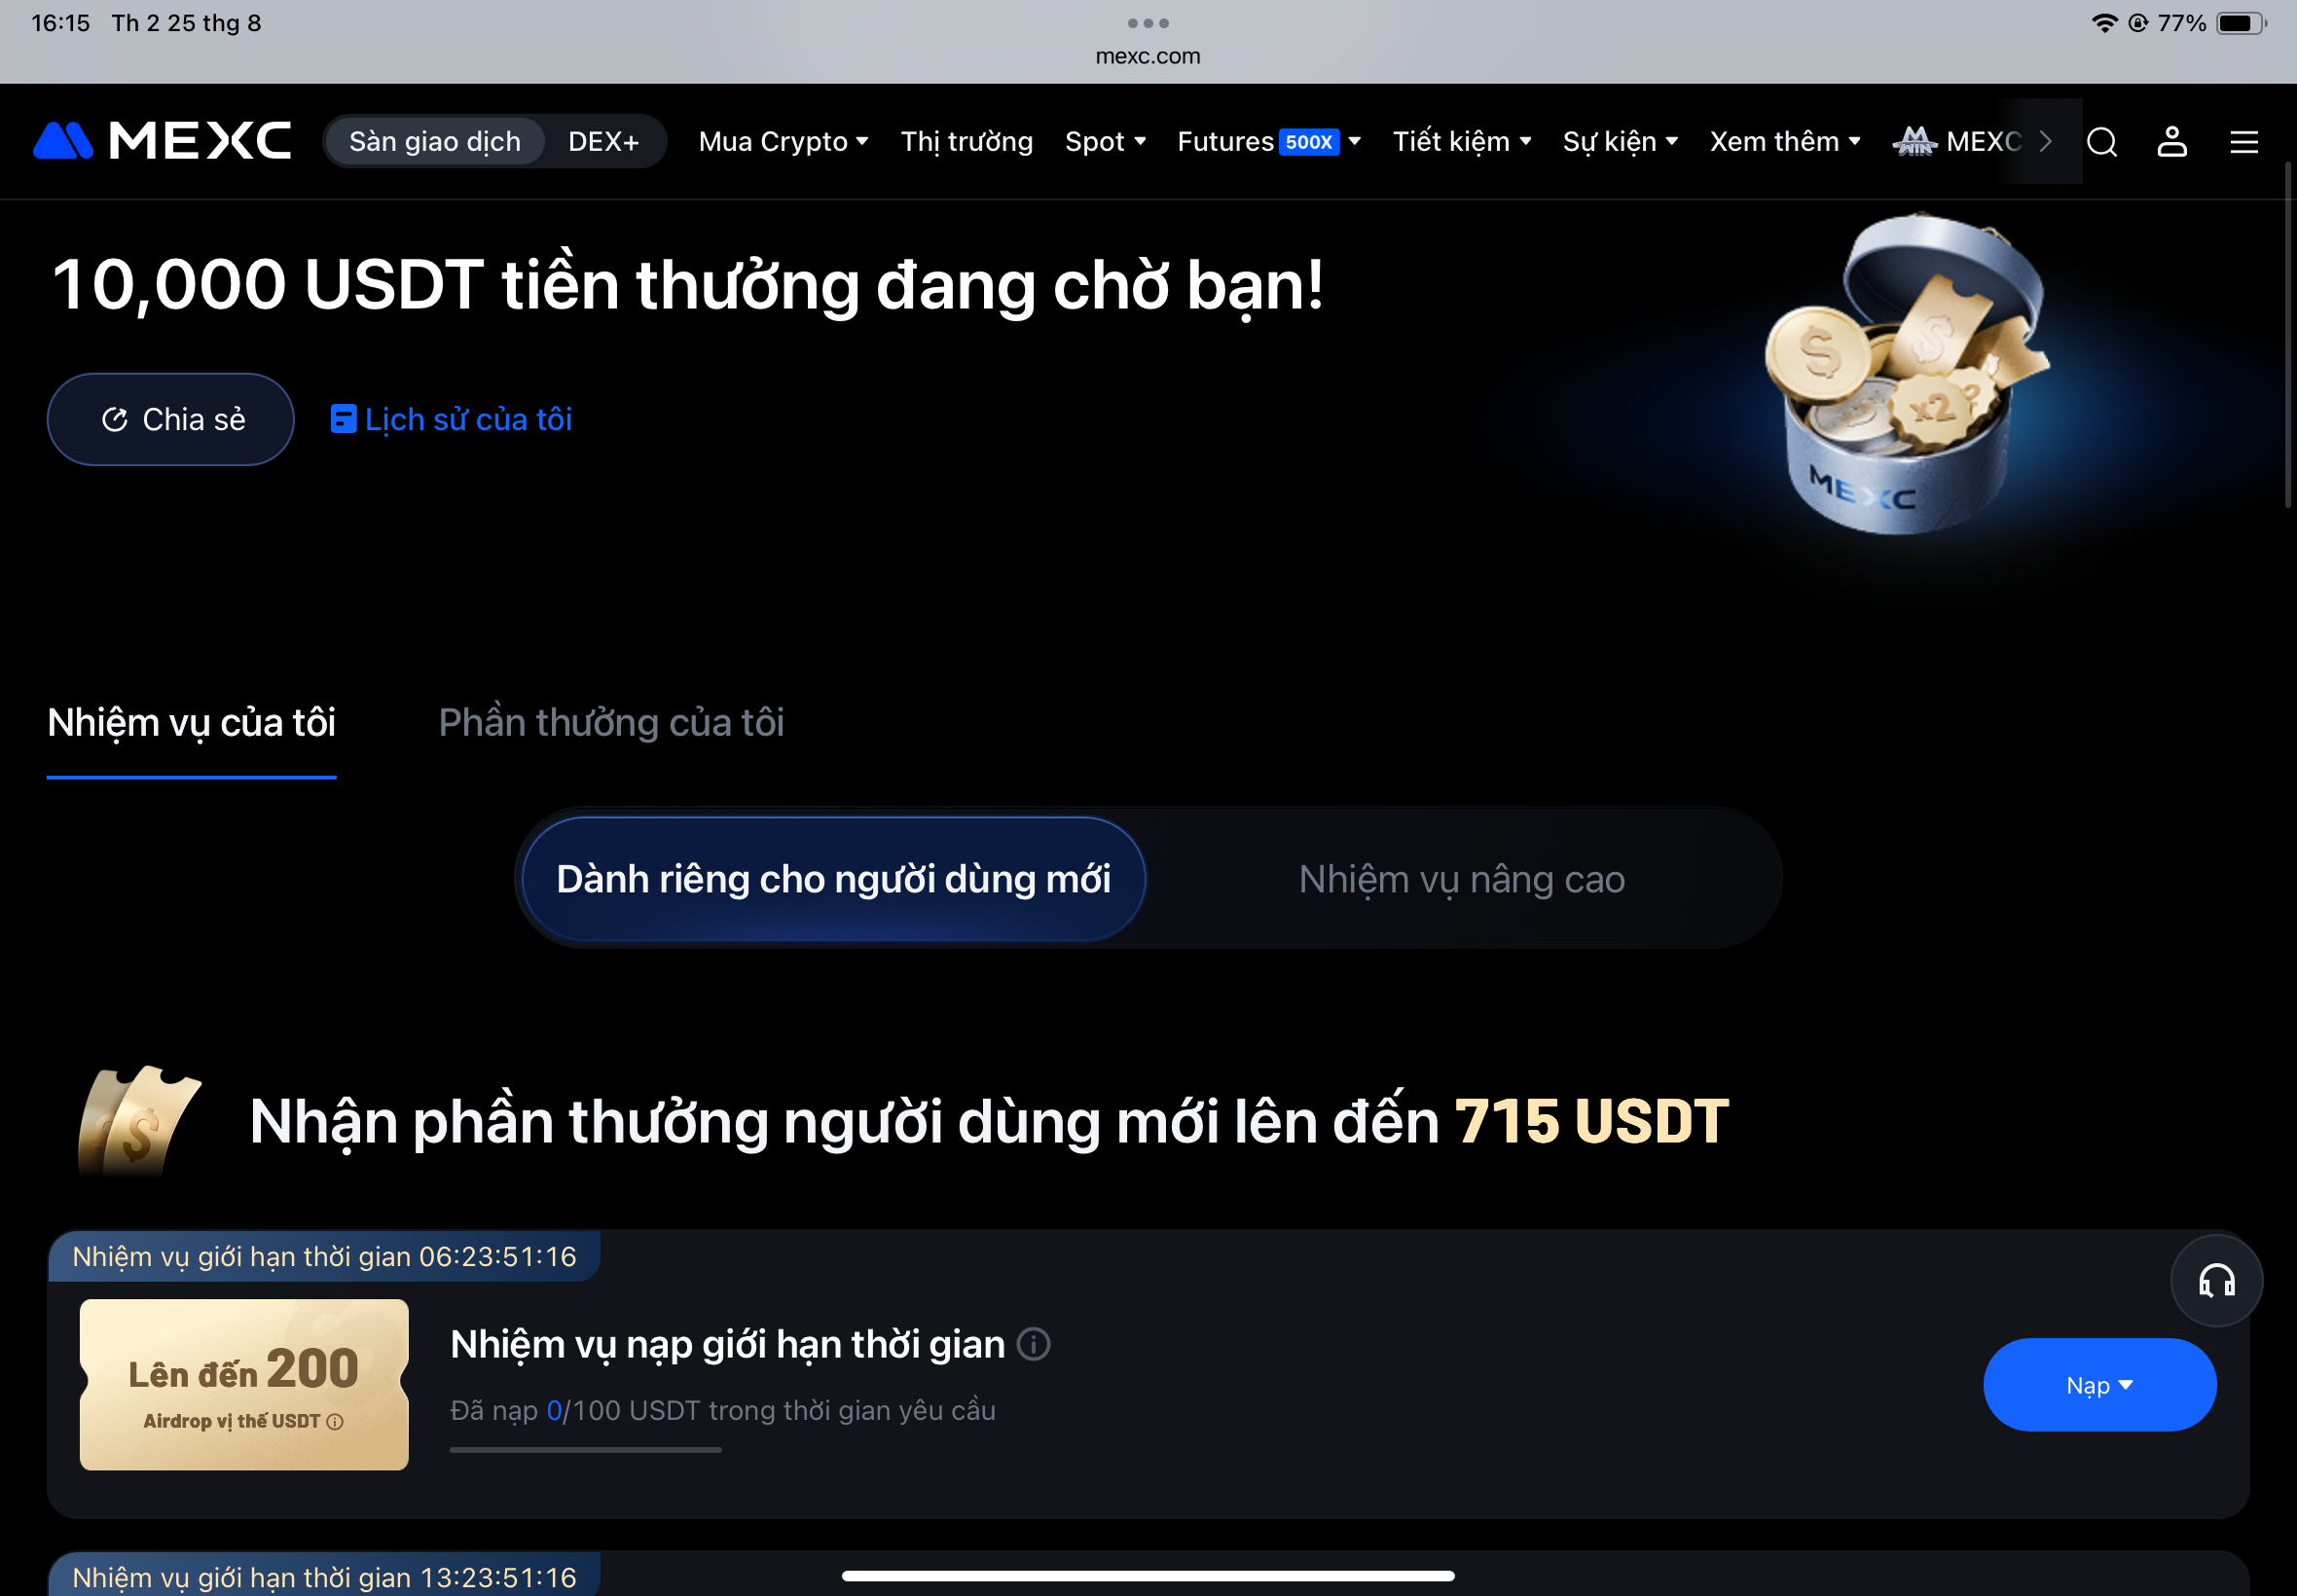 16:15 Th 2 25 thg 8
77%
mexc.com
MEXC Sàn giao dịch DEX+ Mua Crypto Thị trường Spot Futures 500X Tiết kiệm Sự kiện Xem thêm MWIN MEXC
10,000 USDT tiền thưởng đang chờ bạn!
Chia sẻ Lịch sử của tôi
$ $ x2
MEXC
Nhiệm vụ của tôi Phần thưởng của tôi
Dành riêng cho người dùng mới Nhiệm vụ nâng cao
Nhận phần thưởng người dùng mới lên đến 715 USDT
Nhiệm vụ giới hạn thời gian 06:23:51:16
Lên đến 200
Airdrop vị thế USDT
Nhiệm vụ nạp giới hạn thời gian
Đã nạp 0/100 USDT trong thời gian yêu cầu
Nạp
Nhiệm vụ giới hạn thời gian 13:23:51:16